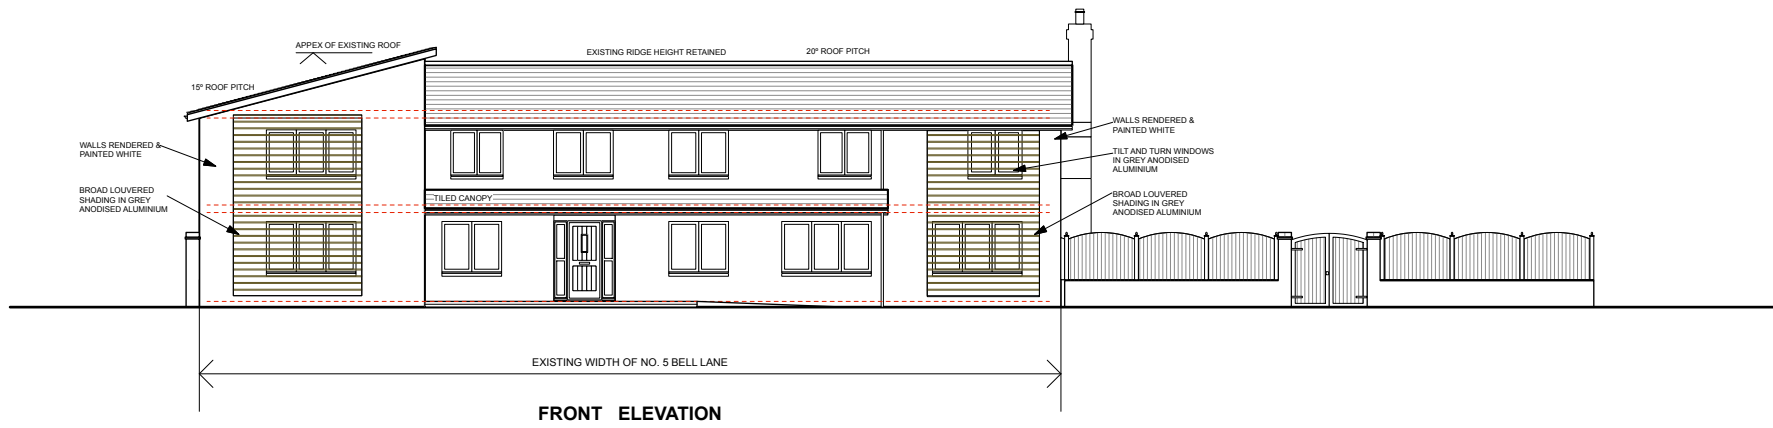 APPEX OF EXISTING ROOF
EXISTING RIDGE HEIGHT RETAINED
20º ROOF PITCH
15º ROOF PITCH
WALLS RENDERED &
PAINTED WHITE
BROAD LOUVERED
SHADING IN GREY
ANODISED ALUMINIUM
TILED CANOPY
WALLS RENDERED &
PAINTED WHITE
TILT AND TURN WINDOWS
IN GREY ANODISED
ALUMINIUM
BROAD LOUVERED
SHADING IN GREY
ANODISED ALUMINIUM
EXISTING WIDTH OF NO. 5 BELL LANE
FRONT ELEVATION